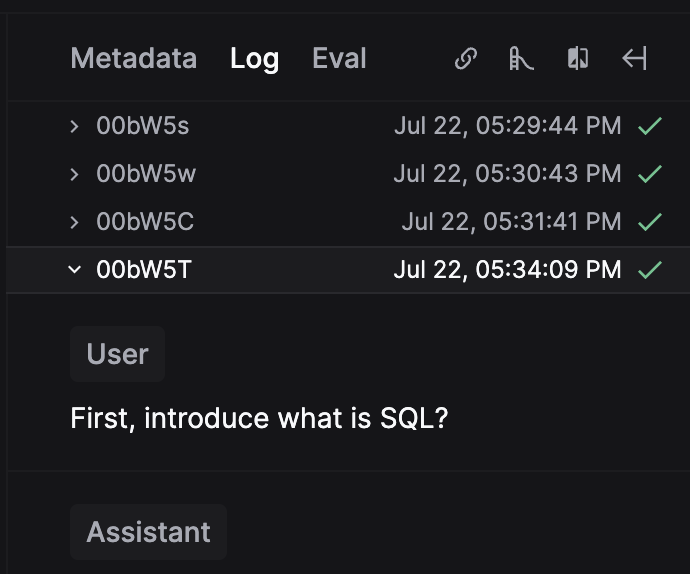 Metadata Log Eval
00bW5s Jul 22, 05:29:44 PM
00bW5w Jul 22, 05:30:43 PM
00bW5C Jul 22, 05:31:41 PM
00bW5T Jul 22, 05:34:09 PM
User
First, introduce what is SQL?
Assistant